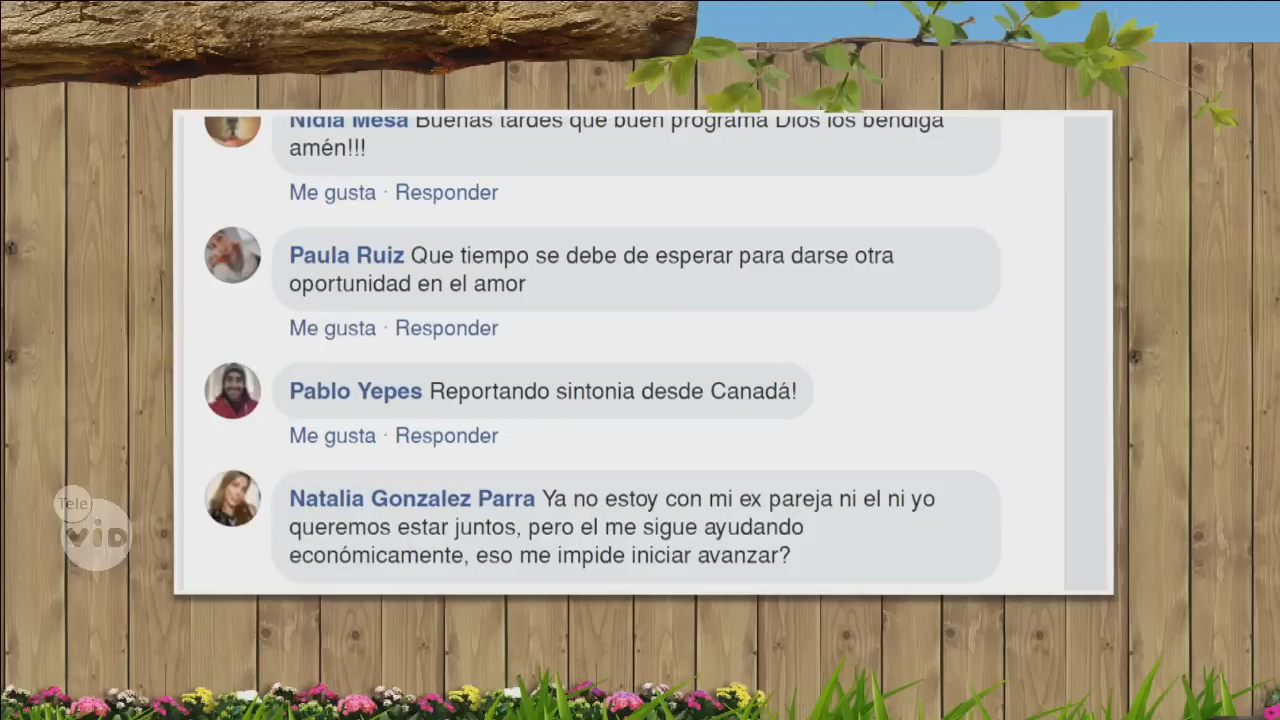 Nidia Mesa Buenas tardes que buen programa Dios los bendiga
amén!!!
Me gusta · Responder
Paula Ruiz Que tiempo se debe de esperar para darse otra
oportunidad en el amor
Me gusta · Responder
Pablo Yepes Reportando sintonia desde Canadá!
Me gusta · Responder
Natalia Gonzalez Parra Ya no estoy con mi ex pareja ni el ni yo
queremos estar juntos, pero el me sigue ayudando
económicamente, eso me impide iniciar avanzar?
Tele
ViD